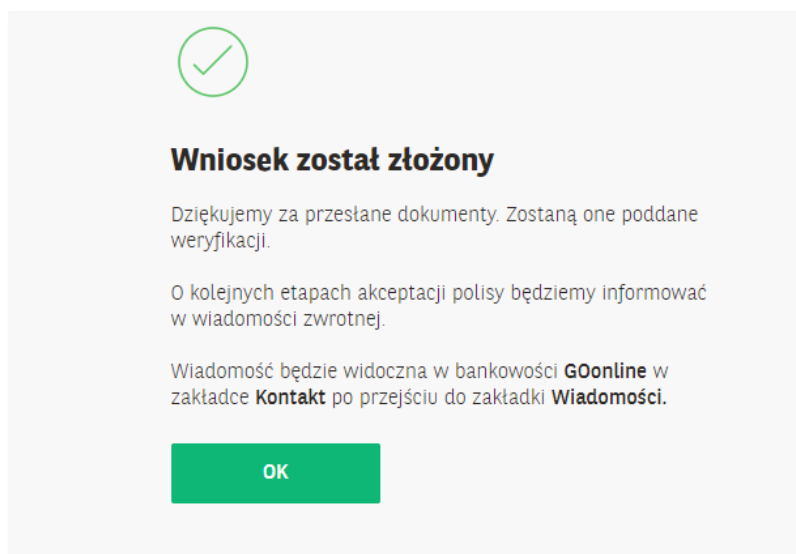 Wniosek został złożony
Dziękujemy za przesłane dokumenty. Zostaną one poddane
weryfikacji.
O kolejnych etapach akceptacji polisy będziemy informować
w wiadomości zwrotnej.
Wiadomość będzie widoczna w bankowości GOonline w
zakładce Kontakt po przejściu do zakładki Wiadomości.
OK